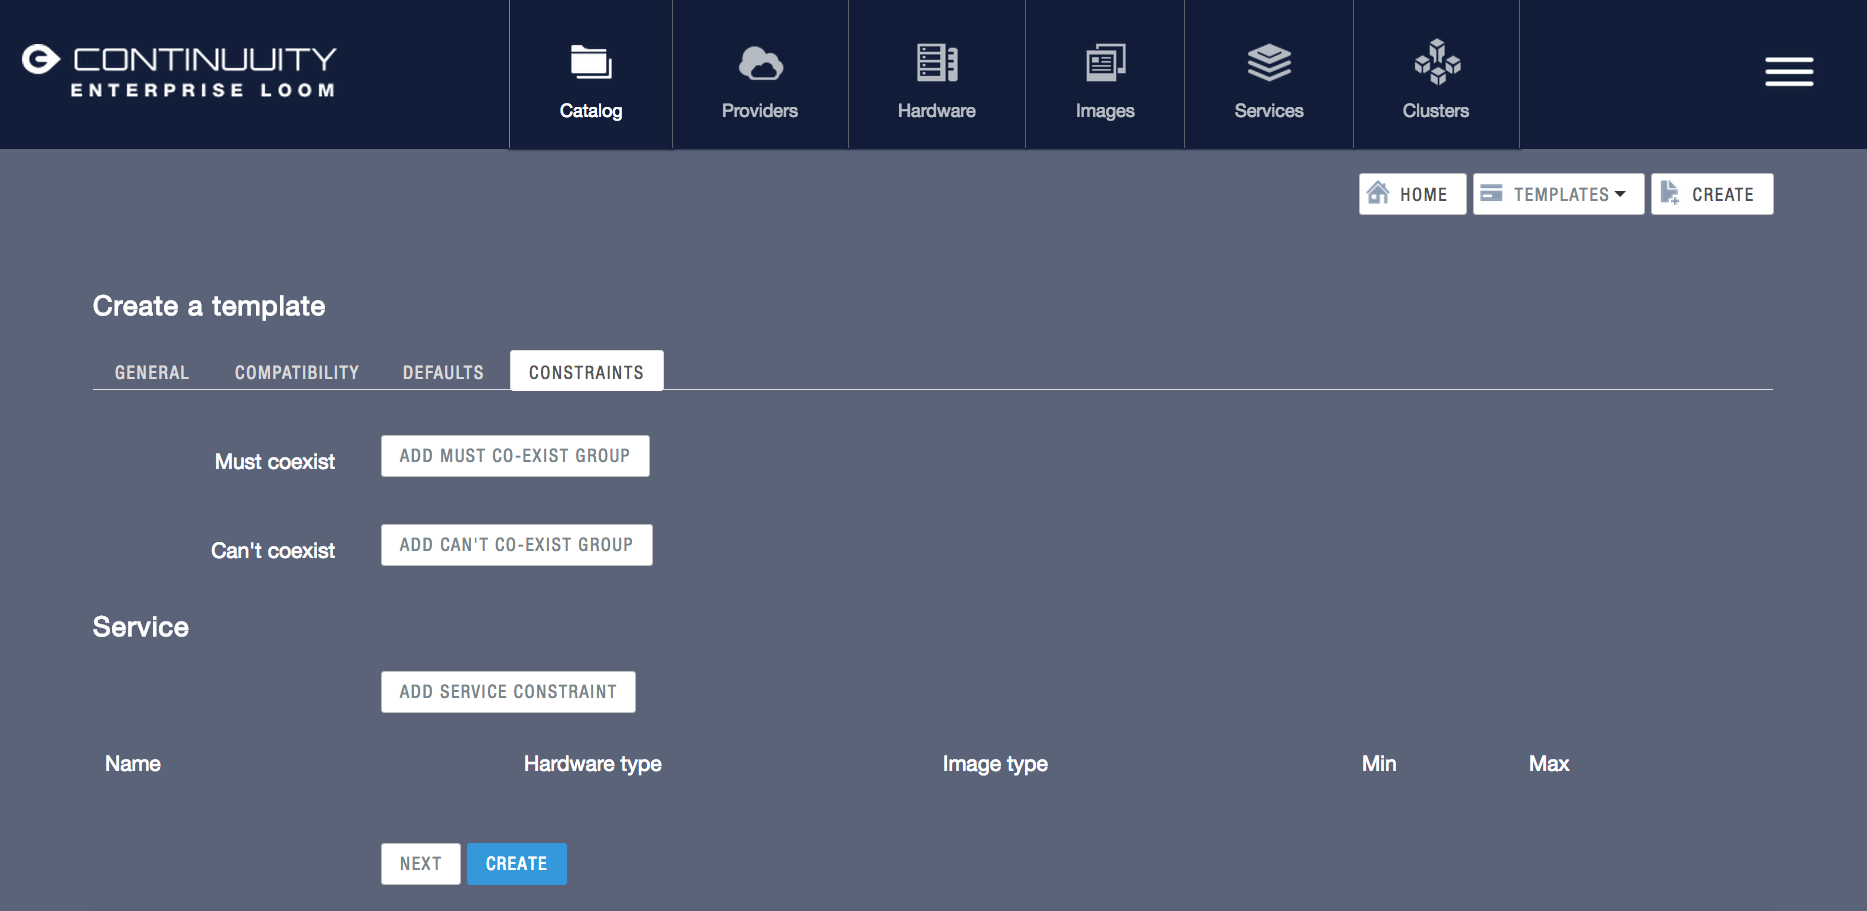 CONTINUUITY
ENTERPRISE LOOM
Catalog
Providers
Hardware
Images
Services
Clusters
HOME
TEMPLATES
CREATE
Create a template
GENERAL
COMPATIBILITY
DEFAULTS
CONSTRAINTS
Must coexist
ADD MUST CO-EXIST GROUP
Can't coexist
ADD CAN'T CO-EXIST GROUP
Service
ADD SERVICE CONSTRAINT
Name
Hardware type
Image type
Min
Max
NEXT
CREATE